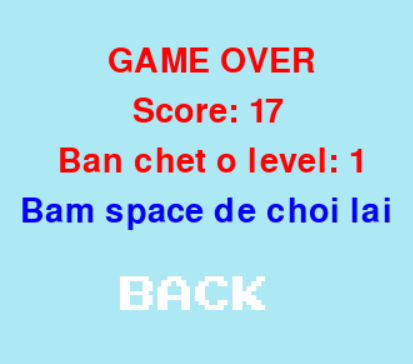 GAME OVER
Score: 17
Ban chet o level: 1
Bam space de choi lai
BACK